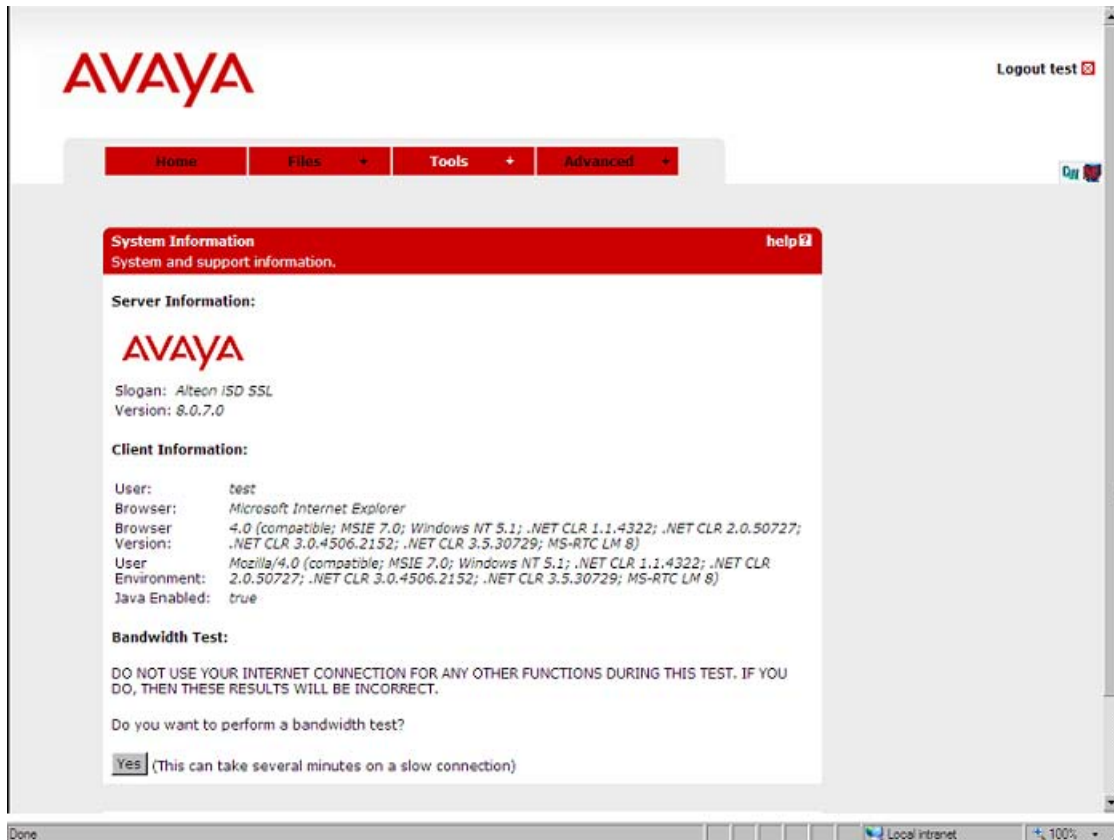 AVAYA
Logout test
Home Files + Tools + Advanced +
System Information help?
System and support information.
Server Information:
AVAYA
Slogan: Alteon ISD SSL
Version: 8.0.7.0
Client Information:
User: test
Browser: Microsoft Internet Explorer
Browser Version: 4.0 (compatible; MSIE 7.0; Windows NT 5.1; .NET CLR 1.1.4322; .NET CLR 2.0.50727;
.NET CLR 3.0.4506.2152; .NET CLR 3.5.30729; MS-RTC LM 8)
User Environment: Mozilla/4.0 (compatible; MSIE 7.0; Windows NT 5.1; .NET CLR 1.1.4322; .NET CLR
2.0.50727; .NET CLR 3.0.4506.2152; .NET CLR 3.5.30729; MS-RTC LM 8)
Java Enabled: true
Bandwidth Test:
DO NOT USE YOUR INTERNET CONNECTION FOR ANY OTHER FUNCTIONS DURING THIS TEST. IF YOU
DO, THEN THESE RESULTS WILL BE INCORRECT.
Do you want to perform a bandwidth test?
Yes (This can take several minutes on a slow connection)
Done Local intranet 100%